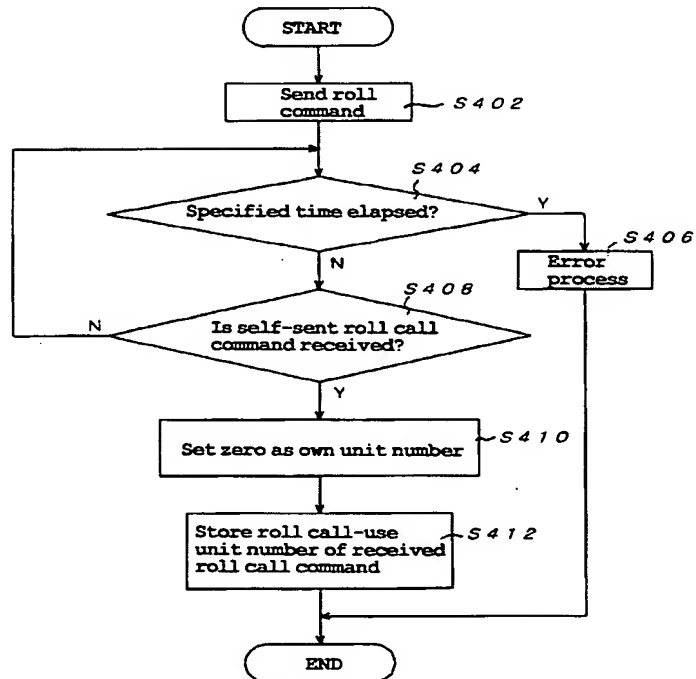 START
Send roll
command
S402
S404
Specified time elapsed?
Y
S406
N
Error
process
S408
N
Is self-sent roll call
command received?
Y
Set zero as own unit number
S410
Store roll call-use
unit number of received
roll call command
S412
END